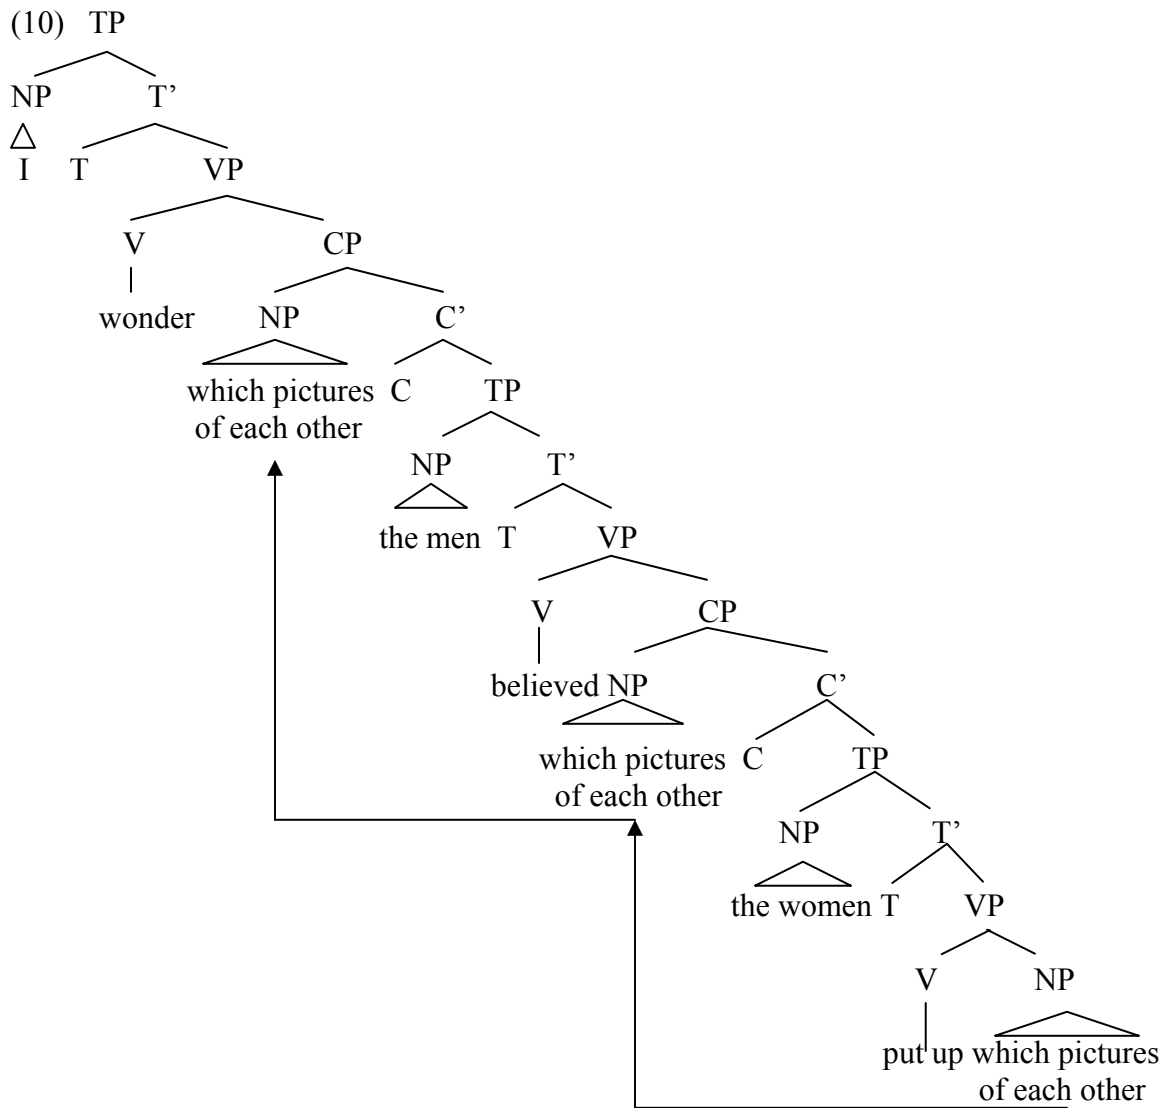 (10) TP
NP T’
I T VP
V CP
wonder NP C’
which pictures C TP
of each other
NP T’
the men T VP
V CP
believed NP C’
which pictures C TP
of each other
NP T’
the women T VP
V NP
put up which pictures
of each other